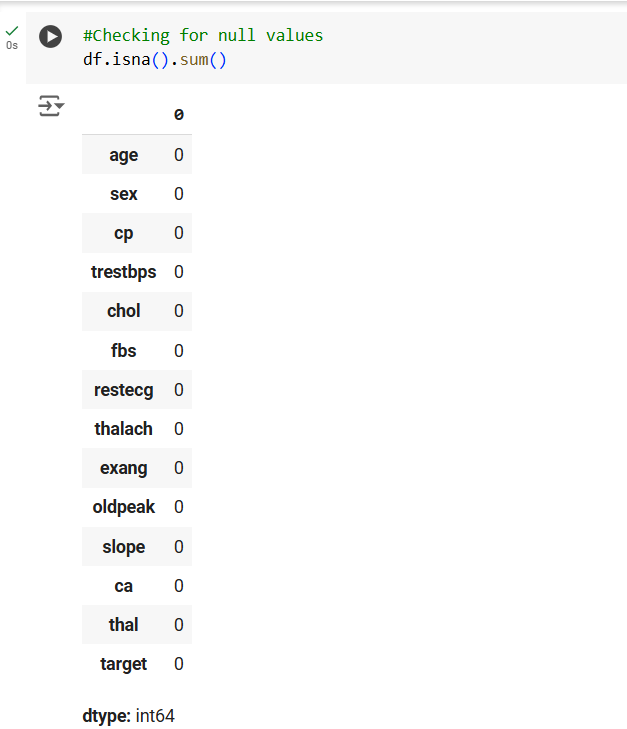 0s
#Checking for null values
df.isna().sum()
0
age 0
sex 0
cp 0
trestbps 0
chol 0
fbs 0
restecg 0
thalach 0
exang 0
oldpeak 0
slope 0
ca 0
thal 0
target 0
dtype: int64